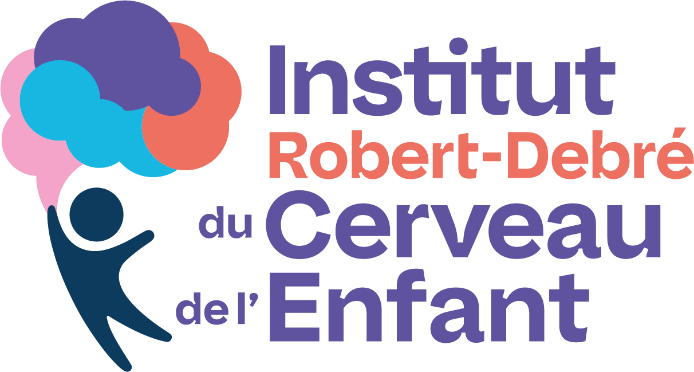 Institut
Robert-Debré
du Cerveau
de l’Enfant